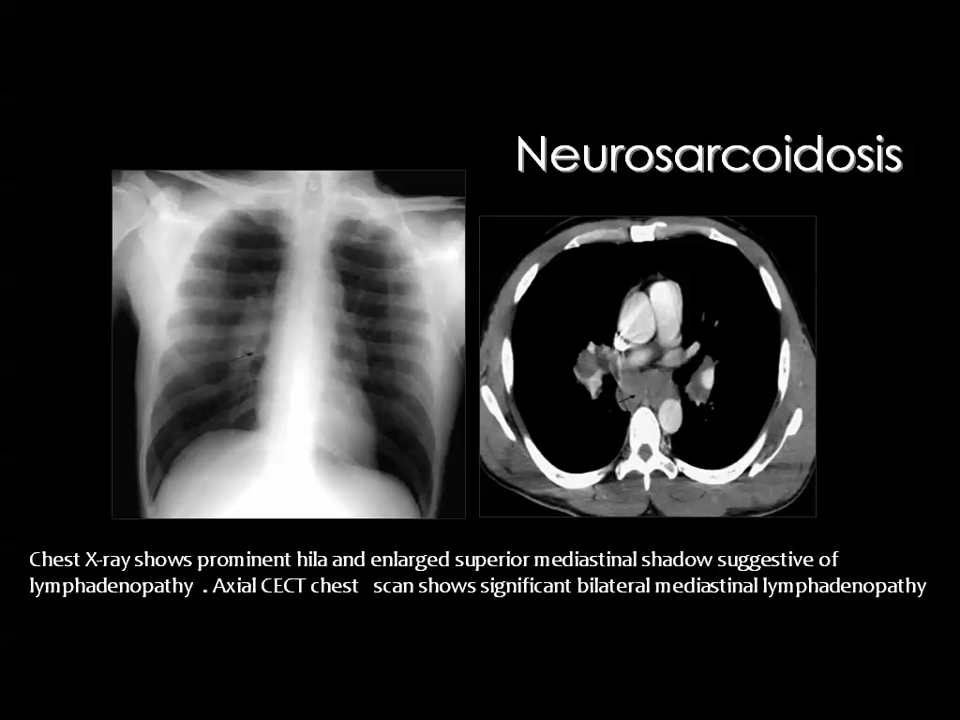 Neurosarcoidosis
Chest X-ray shows prominent hila and enlarged superior mediastinal shadow suggestive of
lymphadenopathy . Axial CECT chest scan shows significant bilateral mediastinal lymphadenopathy